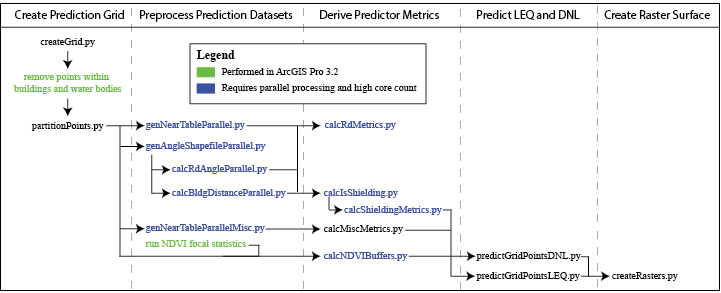 Create Prediction Grid
Preprocess Prediction Datasets
Derive Predictor Metrics
Predict LEQ and DNL
Create Raster Surface
createGrid.py
remove points within
buildings and water bodies
partitionPoints.py
Legend
Performed in ArcGIS Pro 3.2
Requires parallel processing and high core count
genNearTableParallel.py
genAngleShapefileParallel.py
calcRdAngleParallel.py
calcBldgDistanceParallel.py
genNearTableParallelMisc.py
run NDVI focal statistics
calcRdMetrics.py
calcIsShielding.py
calcShieldingMetrics.py
calcMiscMetrics.py
calcNDVIBuffers.py
predictGridPointsDNL.py
predictGridPointsLEQ.py
createRasters.py